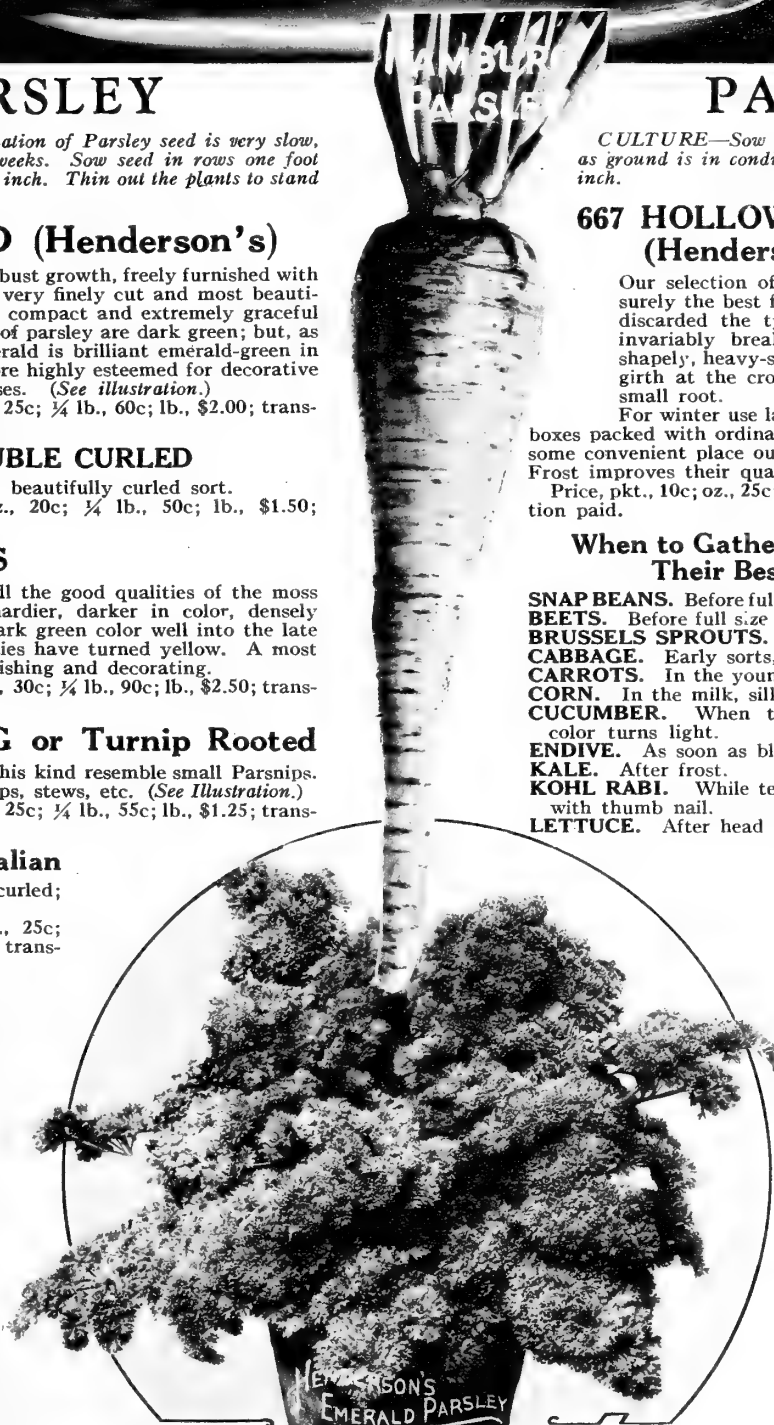 HAMBURG
PARSLEY
RSLEY
ation of Parsley seed is very slow,
weeks. Sow seed in rows one foot
inch. Thin out the plants to stand
D (Henderson's)
bust growth, freely furnished with
very finely cut and most beauti-
compact and extremely graceful
of parsley are dark green; but, as
erald is brilliant emerald-green in
re highly esteemed for decorative
ses. (See illustration.)
25c; ¼ lb., 60c; lb., $2.00; trans-
UBLE CURLED
beautifully curled sort.
z., 20c; ¼ lb., 50c; lb., $1.50;
S
ll the good qualities of the moss
ardier, darker in color, densely
ark green color well into the late
ies have turned yellow. A most
ishing and decorating.
, 30c; ¼ lb., 90c; lb., $2.50; trans-
G or Turnip Rooted
his kind resemble small Parsnips.
ps, stews, etc. (See Illustration.)
25c; ¼ lb., 55c; lb., $1.25; trans-
alian
curled;
., 25c;
trans-
PA
CULTURE—Sow
as ground is in condi
inch.
667 HOLLOW
(Henders
Our selection of
surely the best f
discarded the t
invariably break
shapely, heavy-s
girth at the cro
small root.
For winter use la
boxes packed with ordina
some convenient place ou
Frost improves their qua
Price, pkt., 10c; oz., 25c
tion paid.
When to Gathe
Their Bes
SNAP BEANS. Before ful
BEETS. Before full size
BRUSSELS SPROUTS.
CABBAGE. Early sorts,
CARROTS. In the youn
CORN. In the milk, sill
CUCUMBER. When t
color turns light.
ENDIVE. As soon as bl
KALE. After frost.
KOHL RABI. While te
with thumb nail.
LETTUCE. After head
HENDERSON'S
EMERALD PARSLEY